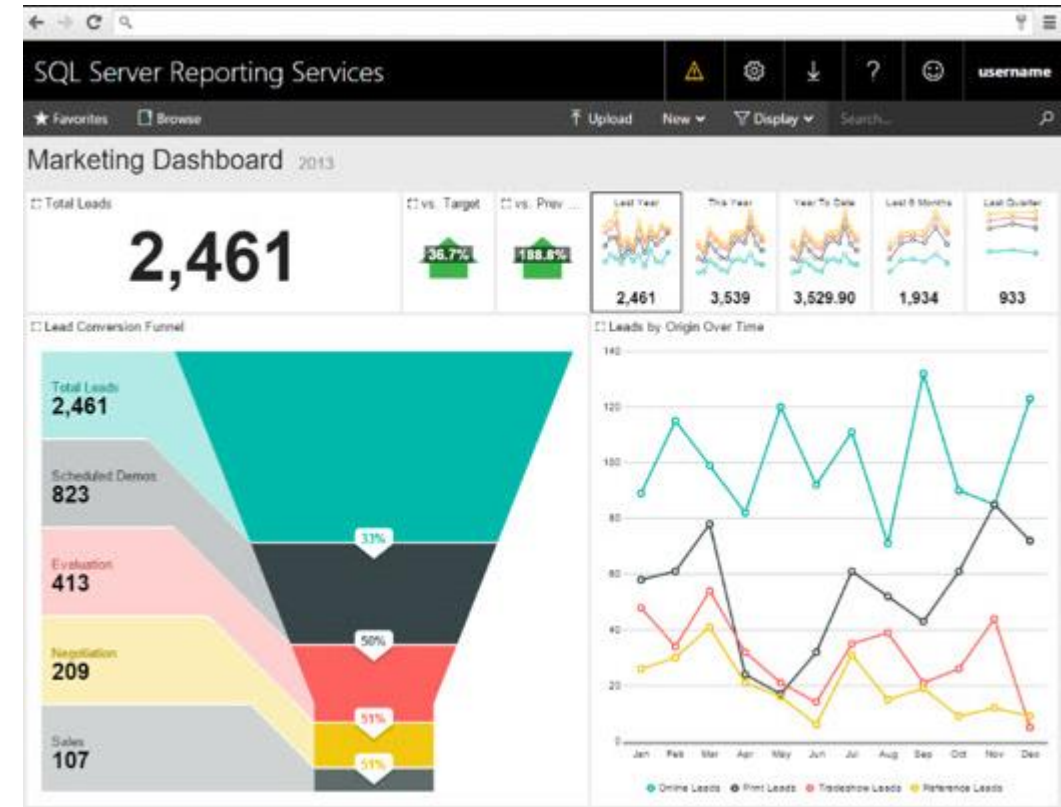 SQL Server Reporting Services
?
username
Favorites Browse Upload New Display Search...
Marketing Dashboard 2013
Total Leads
2,461
vs. Target
36.7%
vs. Prev ...
188.8%
Last Year
2,461
This Year
3,539
Year To Date
3,529.90
Last 6 Months
1,934
Last Quarter
933
Lead Conversion Funnel
Total Leads
2,461
Scheduled Demos
823
Evaluation
413
Negotiation
209
Sales
107
33%
50%
51%
51%
Leads by Origin Over Time
140
120
100
80
60
40
20
0
Jan Feb Mar Apr May Jun Jul Aug Sep Oct Nov Dec
Online Leads Print Leads Tradeshow Leads Reference Leads